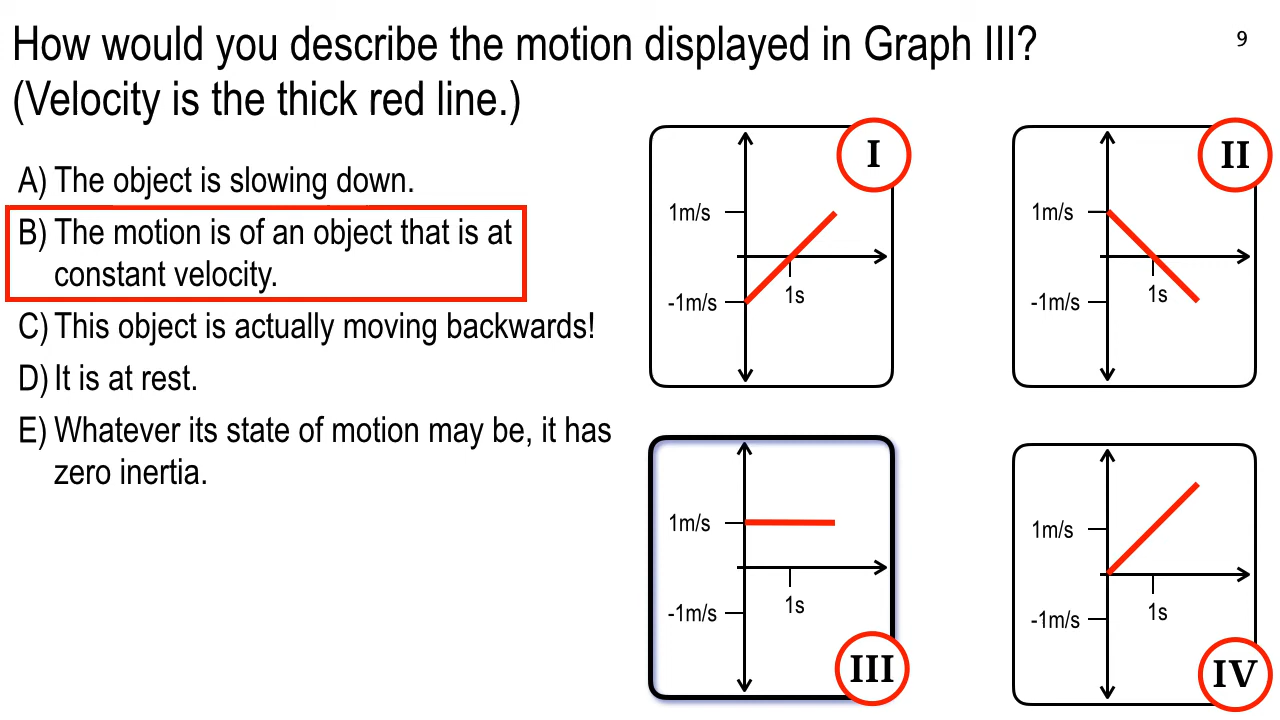 How would you describe the motion displayed in Graph III?
9
(Velocity is the thick red line.)
A) The object is slowing down.
B) The motion is of an object that is at
constant velocity.
C) This object is actually moving backwards!
D) It is at rest.
E) Whatever its state of motion may be, it has
zero inertia.
I
1m/s
1s
-1m/s
II
1m/s
1s
-1m/s
1m/s
1s
-1m/s
III
1m/s
1s
-1m/s
IV